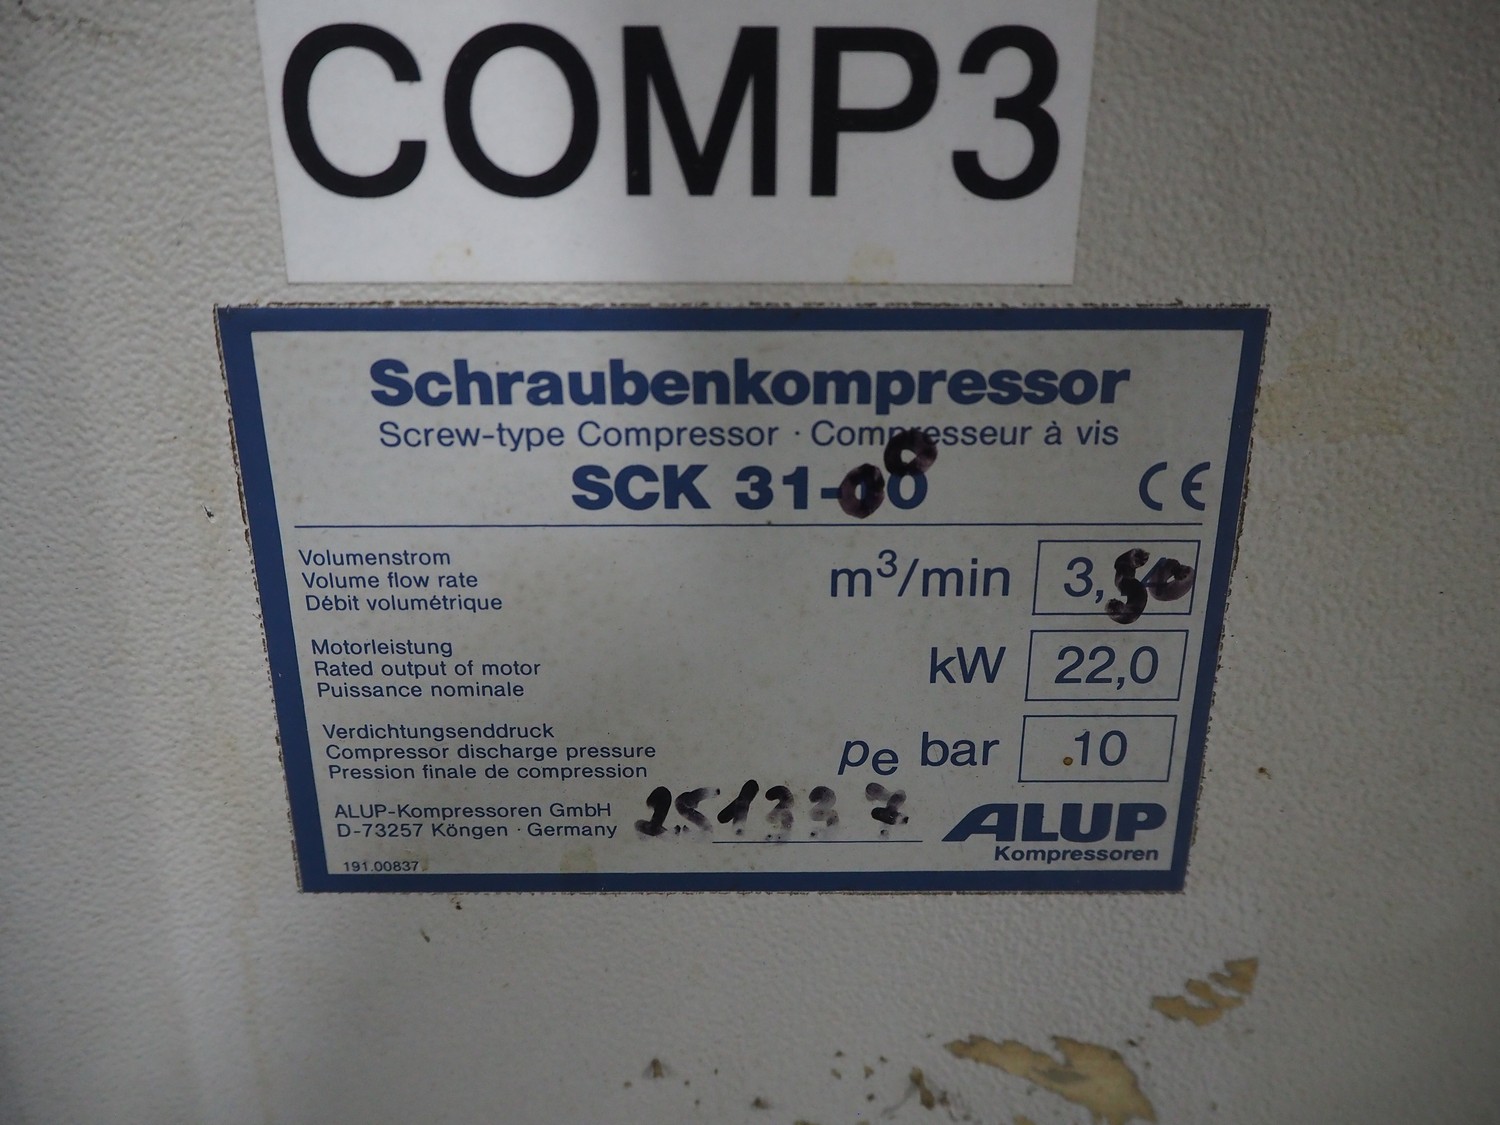 COMP3
Schraubenkompressor
Screw-type Compressor · Compresseur à vis
SCK 31-08
CE
Volumenstrom
Volume flow rate
Débit volumétrique
m³/min 3,50
Motorleistung
Rated output of motor
Puissance nominale
kW 22,0
Verdichtungsenddruck
Compressor discharge pressure
Pression finale de compression
pe bar 10
ALUP-Kompressoren GmbH
D-73257 Köngen · Germany
251337
ALUP
Kompressoren
191.00837